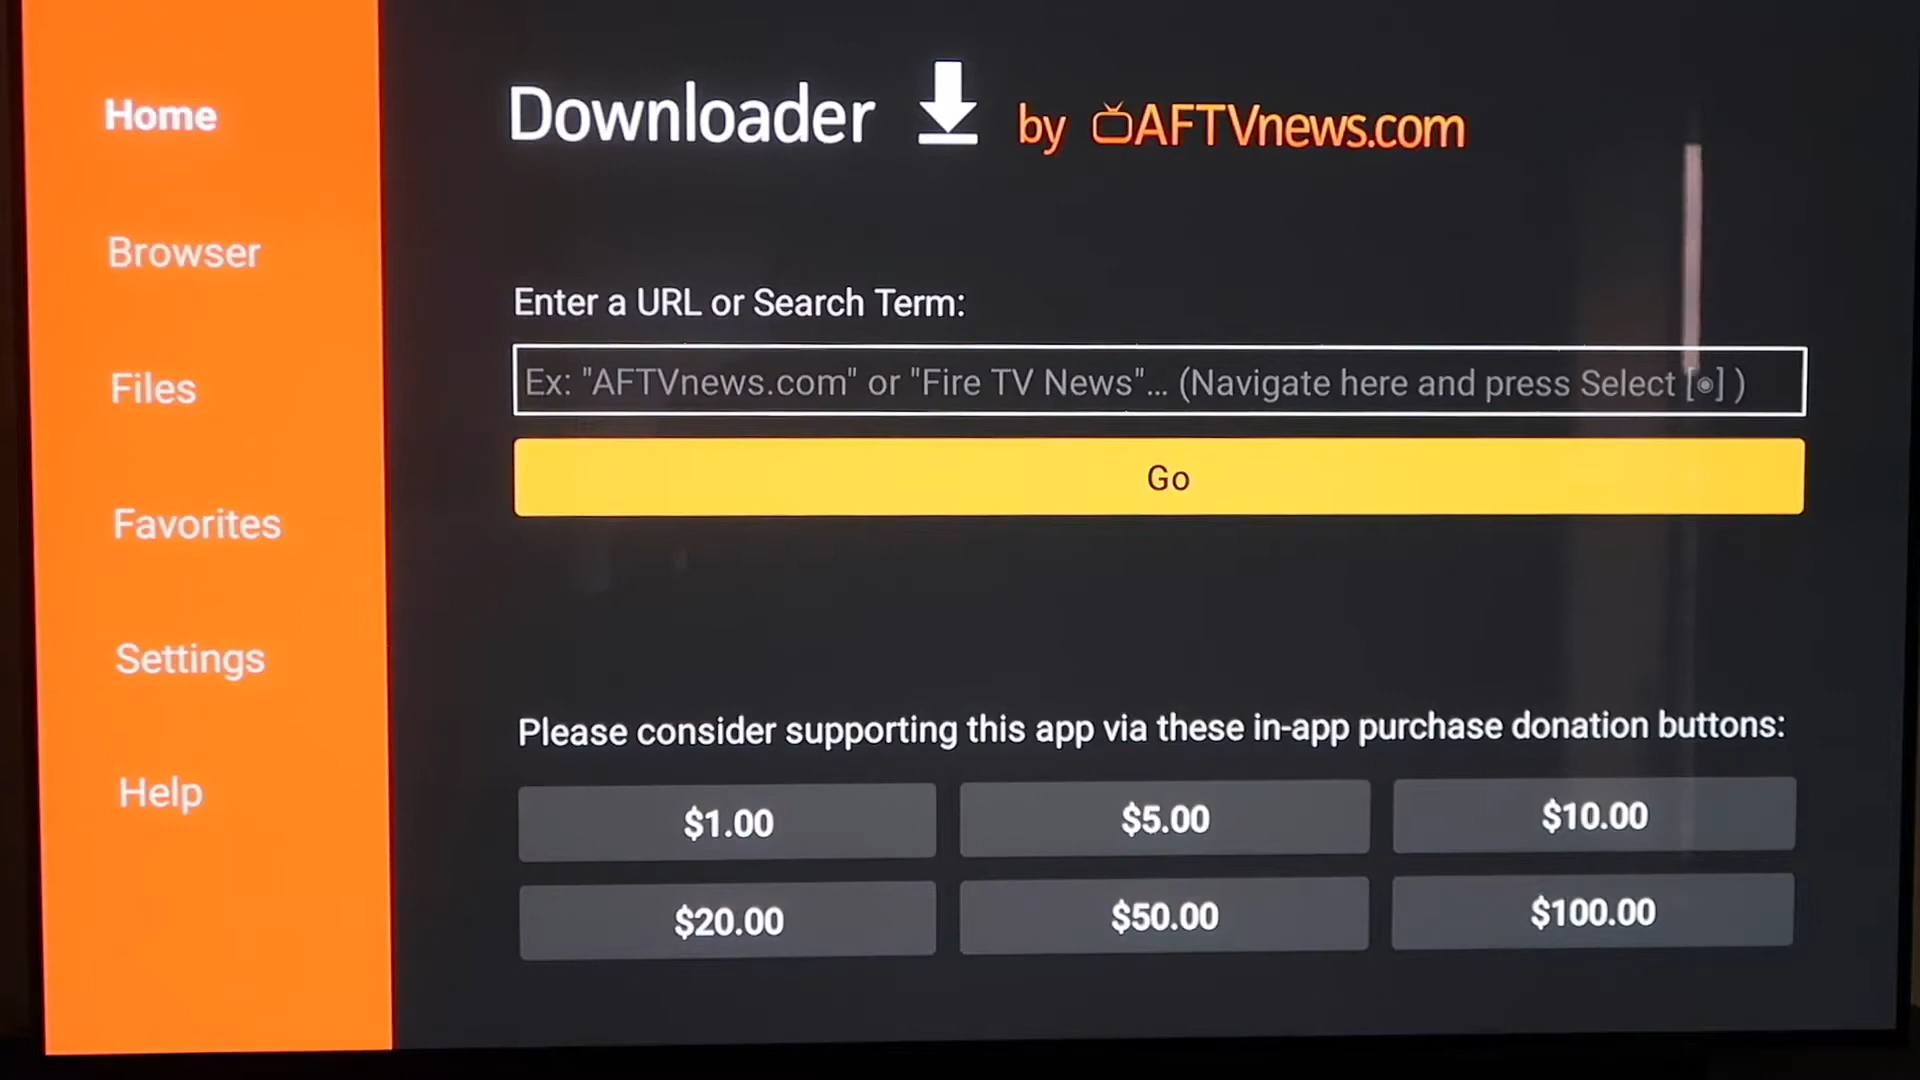 Home
Browser
Files
Favorites
Settings
Help
Downloader by AFTVnews.com
Enter a URL or Search Term:
Ex: "AFTVnews.com" or "Fire TV News"... (Navigate here and press Select [◉] )
Go
Please consider supporting this app via these in-app purchase donation buttons:
$1.00 $5.00 $10.00
$20.00 $50.00 $100.00